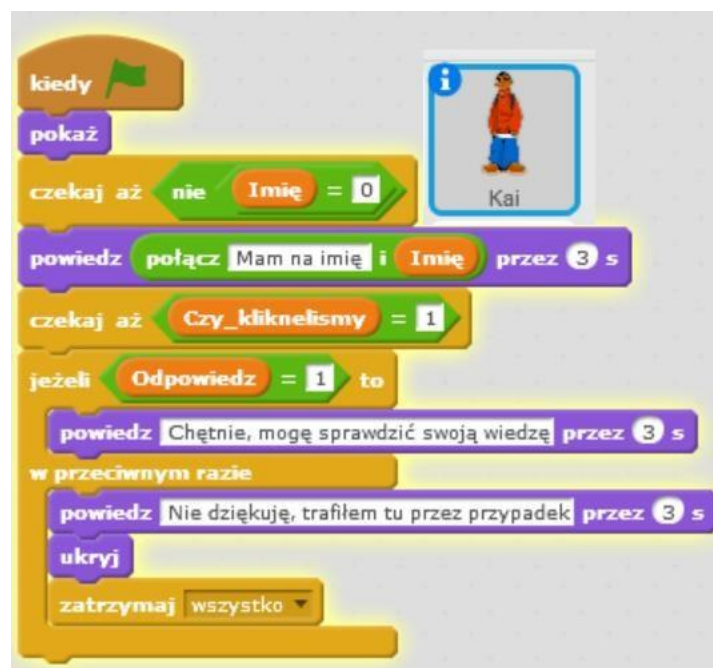 kiedy
pokaż
czekaj aż nie Imię = 0
Kai
powiedz połącz Mam na imię i Imię przez 3 s
czekaj aż Czy_kliknelismy = 1
jeżeli Odpowiedz = 1 to
powiedz Chętnie, mogę sprawdzić swoją wiedzę przez 3 s
w przeciwnym razie
powiedz Nie dziękuję, trafiłem tu przez przypadek przez 3 s
ukryj
zatrzymaj wszystko